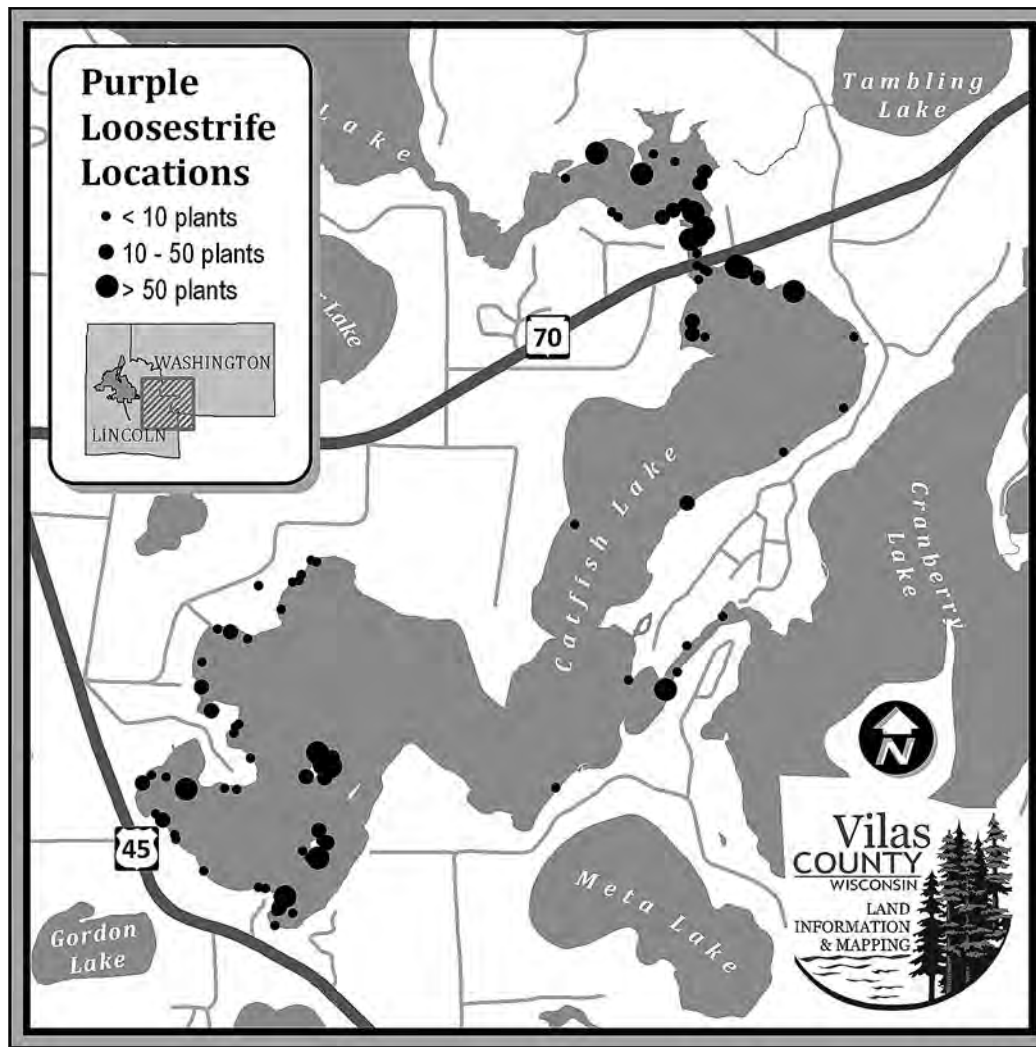 Purple
Loosestrife
Locations
< 10 plants
10 - 50 plants
> 50 plants
WASHINGTON
LINCOLN
Lake
Lake
Tambling
Lake
70
Catfish Lake
Cranberry
Lake
N
45
Gordon
Lake
Meta Lake
Vilas
COUNTY
WISCONSIN
LAND
INFORMATION
& MAPPING